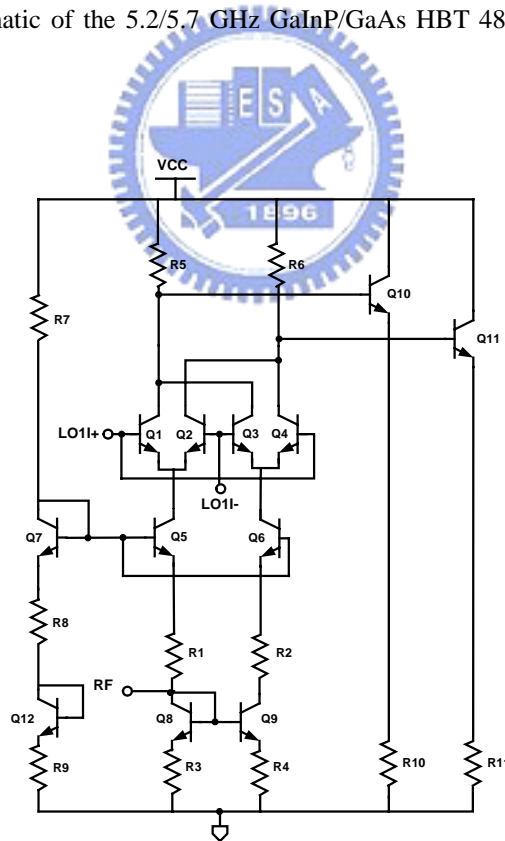 matic of the 5.2/5.7 GHz GaInP/GaAs HBT 48
E S A
VCC
1896
R5
R6
Q10
R7
Q11
LO1I+
Q1
Q2
Q3
Q4
LO1I-
Q7
Q5
Q6
R8
R1
R2
RF
Q12
Q8
Q9
R9
R3
R4
R10
R11